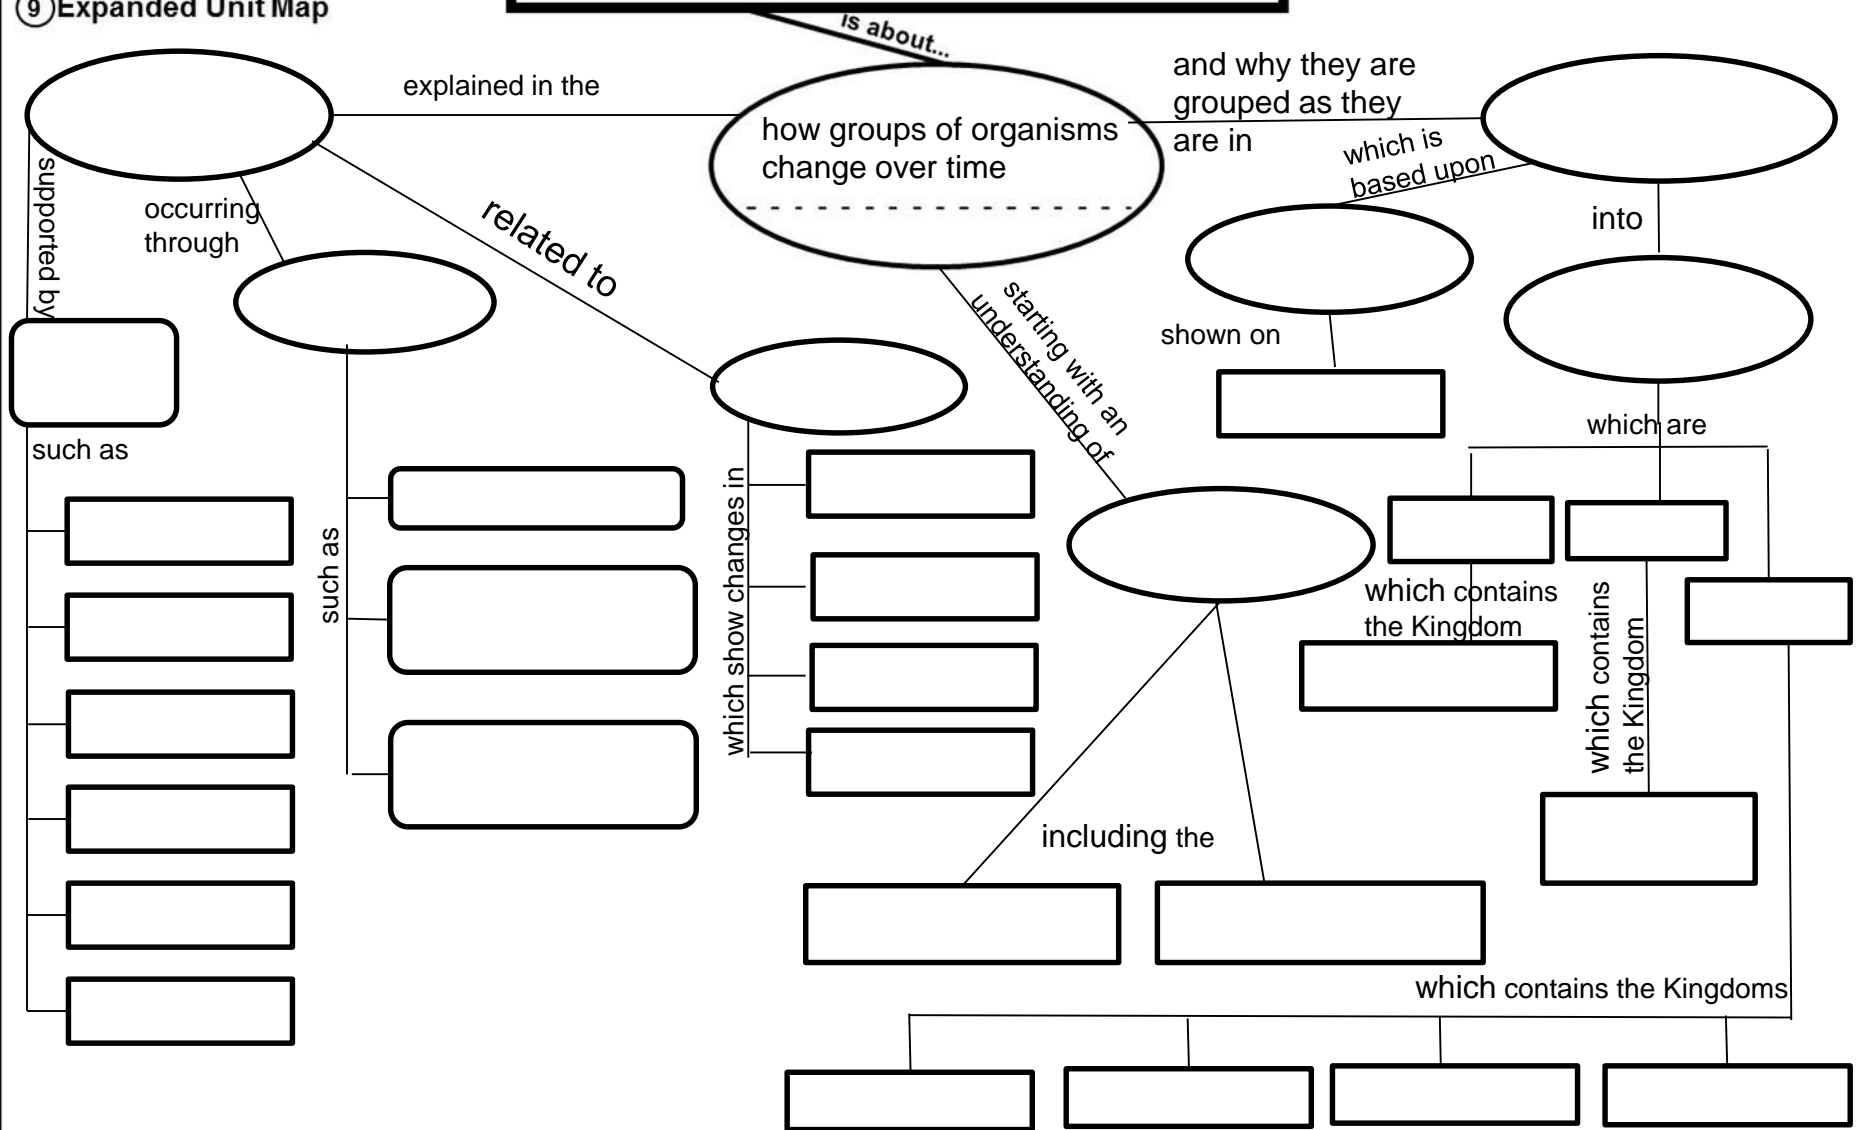 9 Expanded Unit Map
is about...
explained in the
how groups of organisms
change over time
and why they are
grouped as they
are in
which is
based upon
supported by
occurring
through
related to
starting with an
understanding of
into
shown on
such as
which are
such as
which show changes in
which contains
the Kingdom
which contains
the Kingdom
including the
which contains the Kingdoms